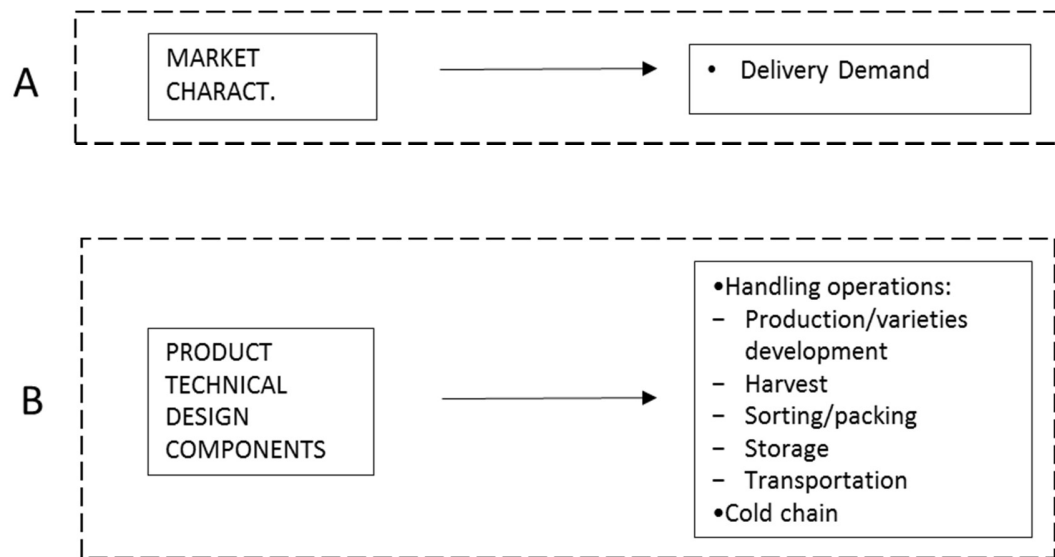 A
MARKET
CHARACT.
• Delivery Demand
B
PRODUCT
TECHNICAL
DESIGN
COMPONENTS
•Handling operations:
– Production/varieties
development
– Harvest
– Sorting/packing
– Storage
– Transportation
•Cold chain